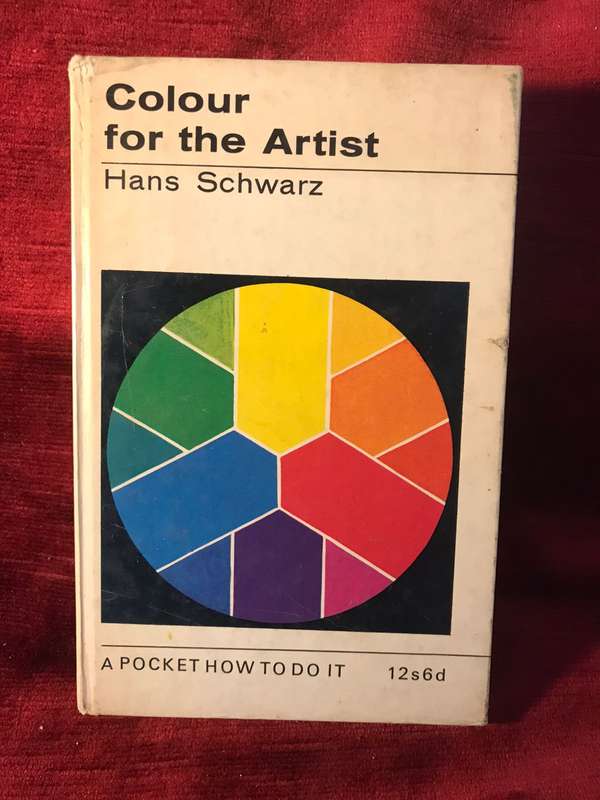 Colour
for the Artist
Hans Schwarz
A POCKET HOW TO DO IT 12s6d